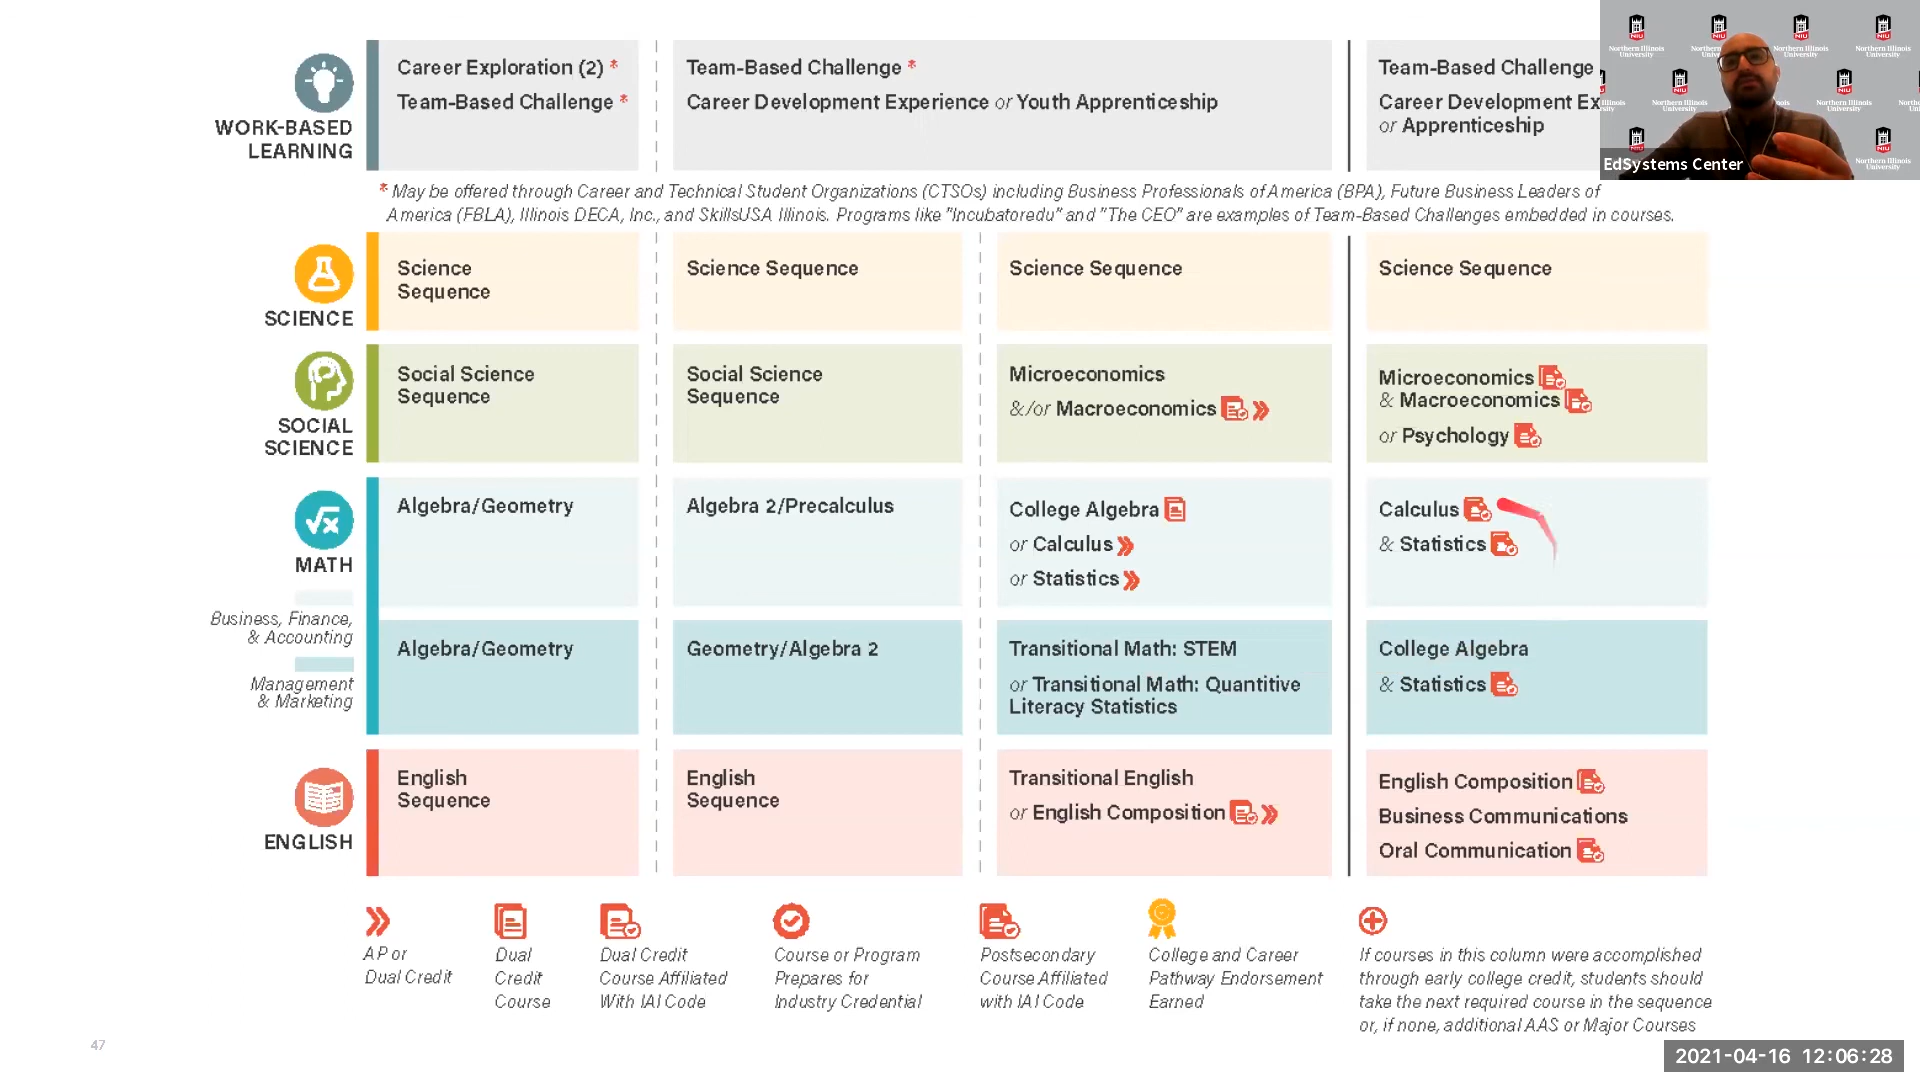 WORK-BASED
LEARNING
Career Exploration (2) *
Team-Based Challenge *
Team-Based Challenge *
Career Development Experience or Youth Apprenticeship
Team-Based Challenge
Career Development Ex
or Apprenticeship
NIU
Northern Illinois
University
EdSystems Center
* May be offered through Career and Technical Student Organizations (CTSOs) including Business Professionals of America (BPA), Future Business Leaders of
America (FBLA), Illinois DECA, Inc., and SkillsUSA Illinois. Programs like "Incubatoredu" and "The CEO" are examples of Team-Based Challenges embedded in courses.
SCIENCE
Science
Sequence
Science Sequence
Science Sequence
Science Sequence
SOCIAL
SCIENCE
Social Science
Sequence
Social Science
Sequence
Microeconomics
&/or Macroeconomics
Microeconomics
& Macroeconomics
or Psychology
√x
MATH
Algebra/Geometry
Algebra 2/Precalculus
College Algebra
or Calculus
or Statistics
Calculus
& Statistics
Business, Finance,
& Accounting
Management
& Marketing
Algebra/Geometry
Geometry/Algebra 2
Transitional Math: STEM
or Transitional Math: Quantitive
Literacy Statistics
College Algebra
& Statistics
ENGLISH
English
Sequence
English
Sequence
Transitional English
or English Composition
English Composition
Business Communications
Oral Communication
AP or
Dual Credit
Dual
Credit
Course
Dual Credit
Course Affiliated
With IAI Code
Course or Program
Prepares for
Industry Credential
Postsecondary
Course Affiliated
with IAI Code
College and Career
Pathway Endorsement
Earned
If courses in this column were accomplished
through early college credit, students should
take the next required course in the sequence
or, if none, additional AAS or Major Courses
47
2021-04-16 12:06:28